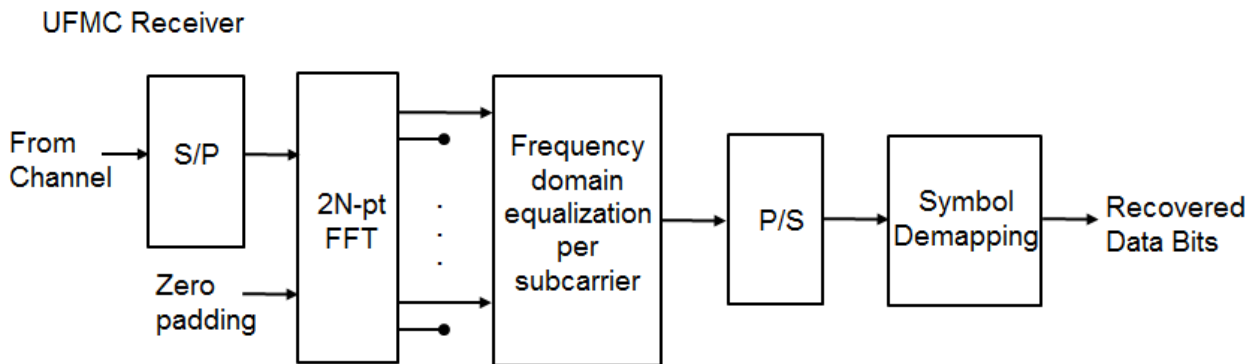 UFMC Receiver
From
Channel
S/P
Zero
padding
2N-pt
FFT
.
.
.
Frequency
domain
equalization
per
subcarrier
P/S
Symbol
Demapping
Recovered
Data Bits